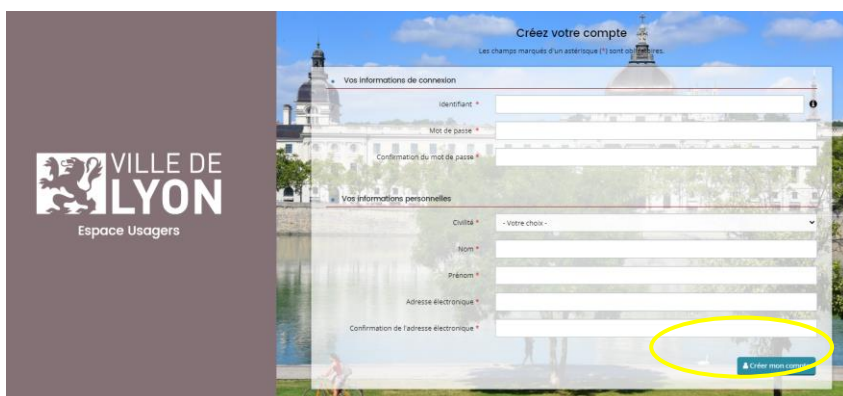 Créez votre compte
Les champs marqués d'un astérisque (*) sont obligatoires.
Vos informations de connexion
Identifiant *
Mot de passe *
Confirmation du mot de passe *
VILLE DE
LYON
Espace Usagers
Vos informations personnelles
Civilité * - Votre choix -
Nom *
Prénom *
Adresse électronique *
Confirmation de l'adresse électronique *
Créer mon compte